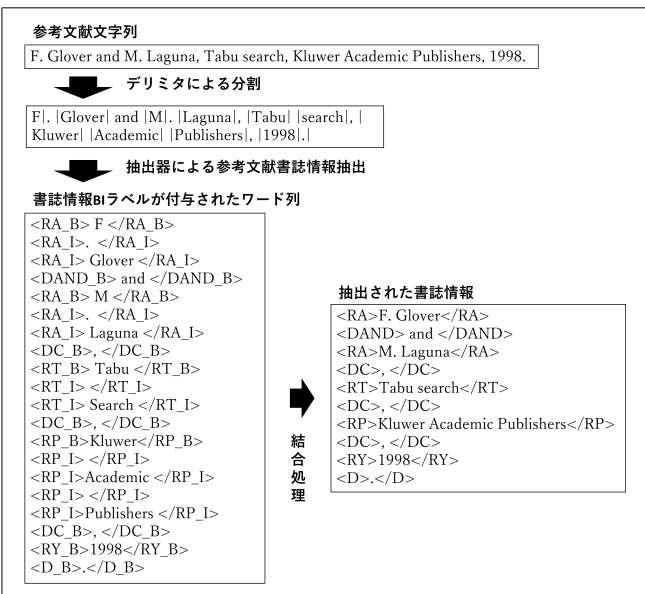 参考文献文字列
F. Glover and M. Laguna, Tabu search, Kluwer Academic Publishers, 1998.
デリミタによる分割
F|. |Glover| and |M|. |Laguna|, |Tabu| |search|, |
Kluwer| |Academic| |Publishers|, |1998|.|
抽出器による参考文献書誌情報抽出
書誌情報BIラベルが付与されたワード列
<RA_B> F </RA_B>
<RA_I>. </RA_I>
<RA_I> Glover </RA_I>
<DAND_B> and </DAND_B>
<RA_B> M </RA_B>
<RA_I>. </RA_I>
<RA_I> Laguna </RA_I>
<DC_B>, </DC_B>
<RT_B> Tabu </RT_B>
<RT_I> </RT_I>
<RT_I> Search </RT_I>
<DC_B>, </DC_B>
<RP_B>Kluwer</RP_B>
<RP_I> </RP_I>
<RP_I>Academic </RP_I>
<RP_I> </RP_I>
<RP_I>Publishers </RP_I>
<DC_B>, </DC_B>
<RY_B>1998</RY_B>
<D_B>.</D_B>
結合処理
抽出された書誌情報
<RA>F. Glover</RA>
<DAND> and </DAND>
<RA>M. Laguna</RA>
<DC>, </DC>
<RT>Tabu search</RT>
<DC>, </DC>
<RP>Kluwer Academic Publishers</RP>
<DC>, </DC>
<RY>1998</RY>
<D>.</D>